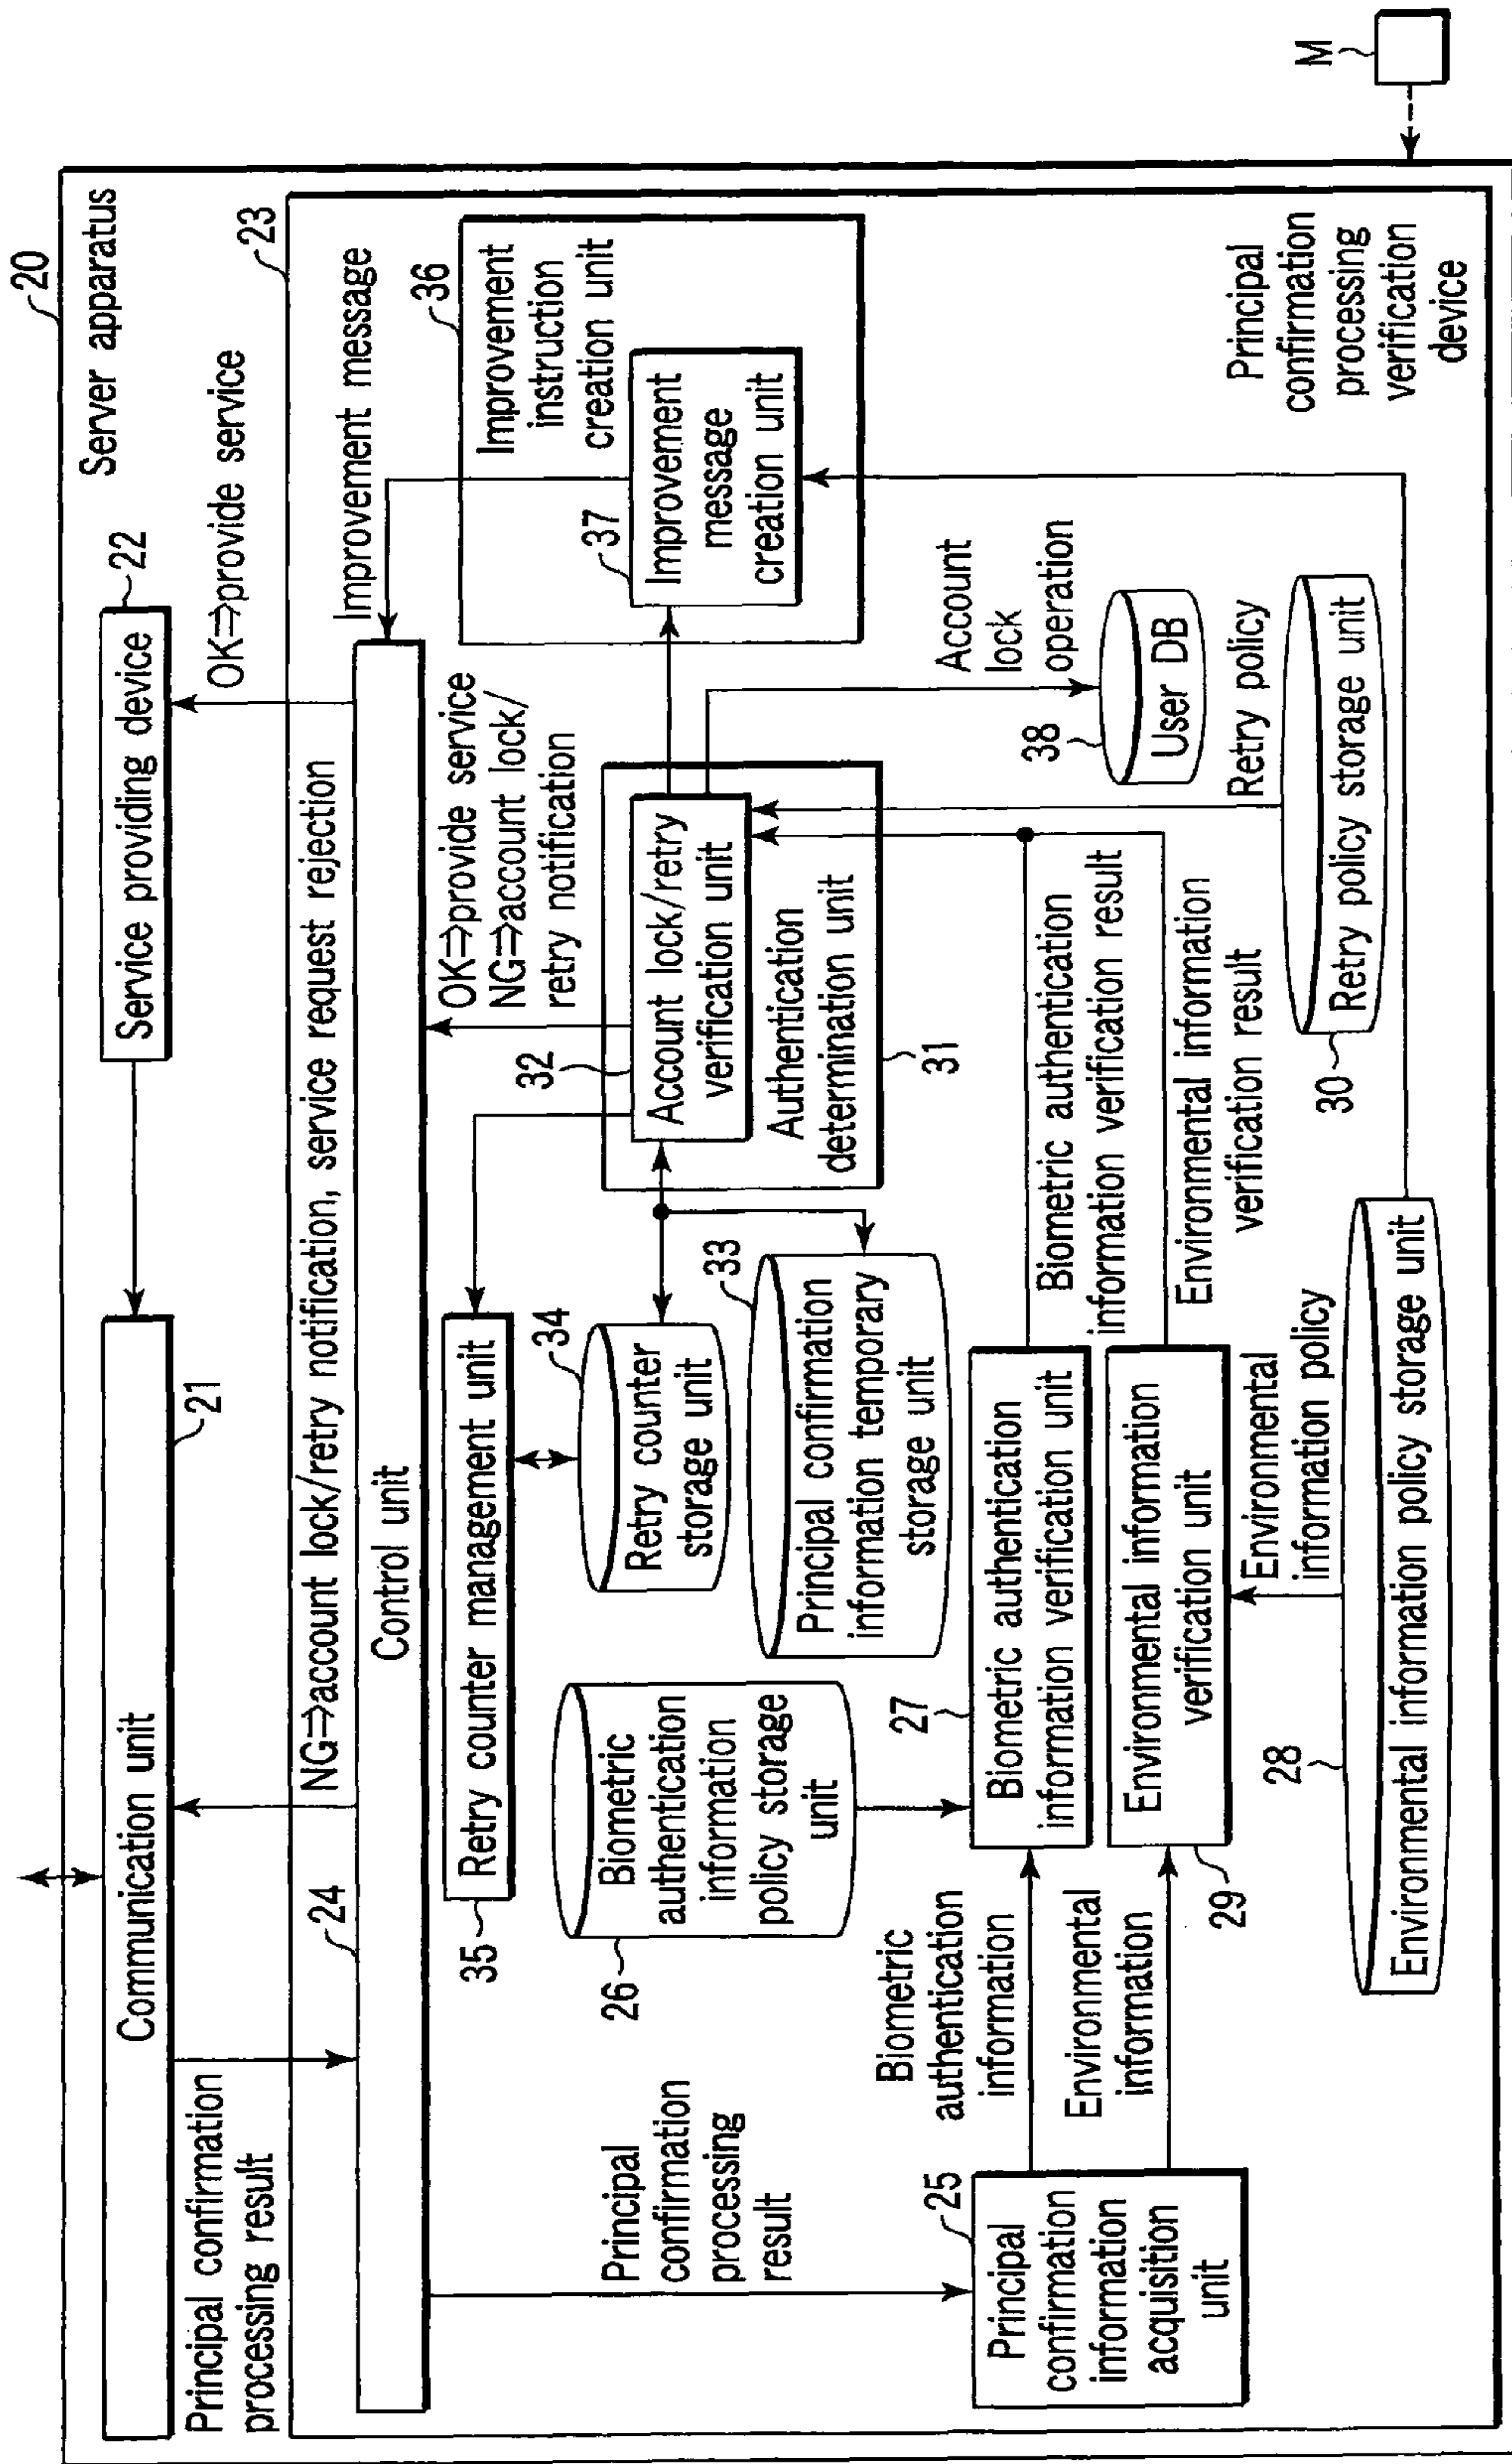 20
Server apparatus
Communication unit
21
Service providing device
22
OK⇒provide service
Principal confirmation
processing result
23
NG⇒account lock/retry notification, service request rejection
Improvement message
24
Control unit
OK⇒provide service
NG⇒account lock/
retry notification
36
Improvement
instruction
creation unit
37
Improvement
message
creation unit
35
Retry counter management unit
34
Retry counter
storage unit
32
Account lock/retry
verification unit
Authentication
determination unit
31
33
Principal confirmation
information temporary
storage unit
26
Biometric
authentication
information
policy storage
unit
Principal
confirmation
processing
result
Account
lock
operation
38
User DB
25
Principal
confirmation
information
acquisition
unit
Biometric
authentication
information
Environmental
information
27
Biometric authentication
information verification unit
Environmental information
verification unit
29
Biometric authentication
information verification result
Environmental information
verification result
Environmental
information policy
28
Environmental information policy storage unit
Retry policy
Retry policy storage unit
30
Principal
confirmation
processing
verification
device
M